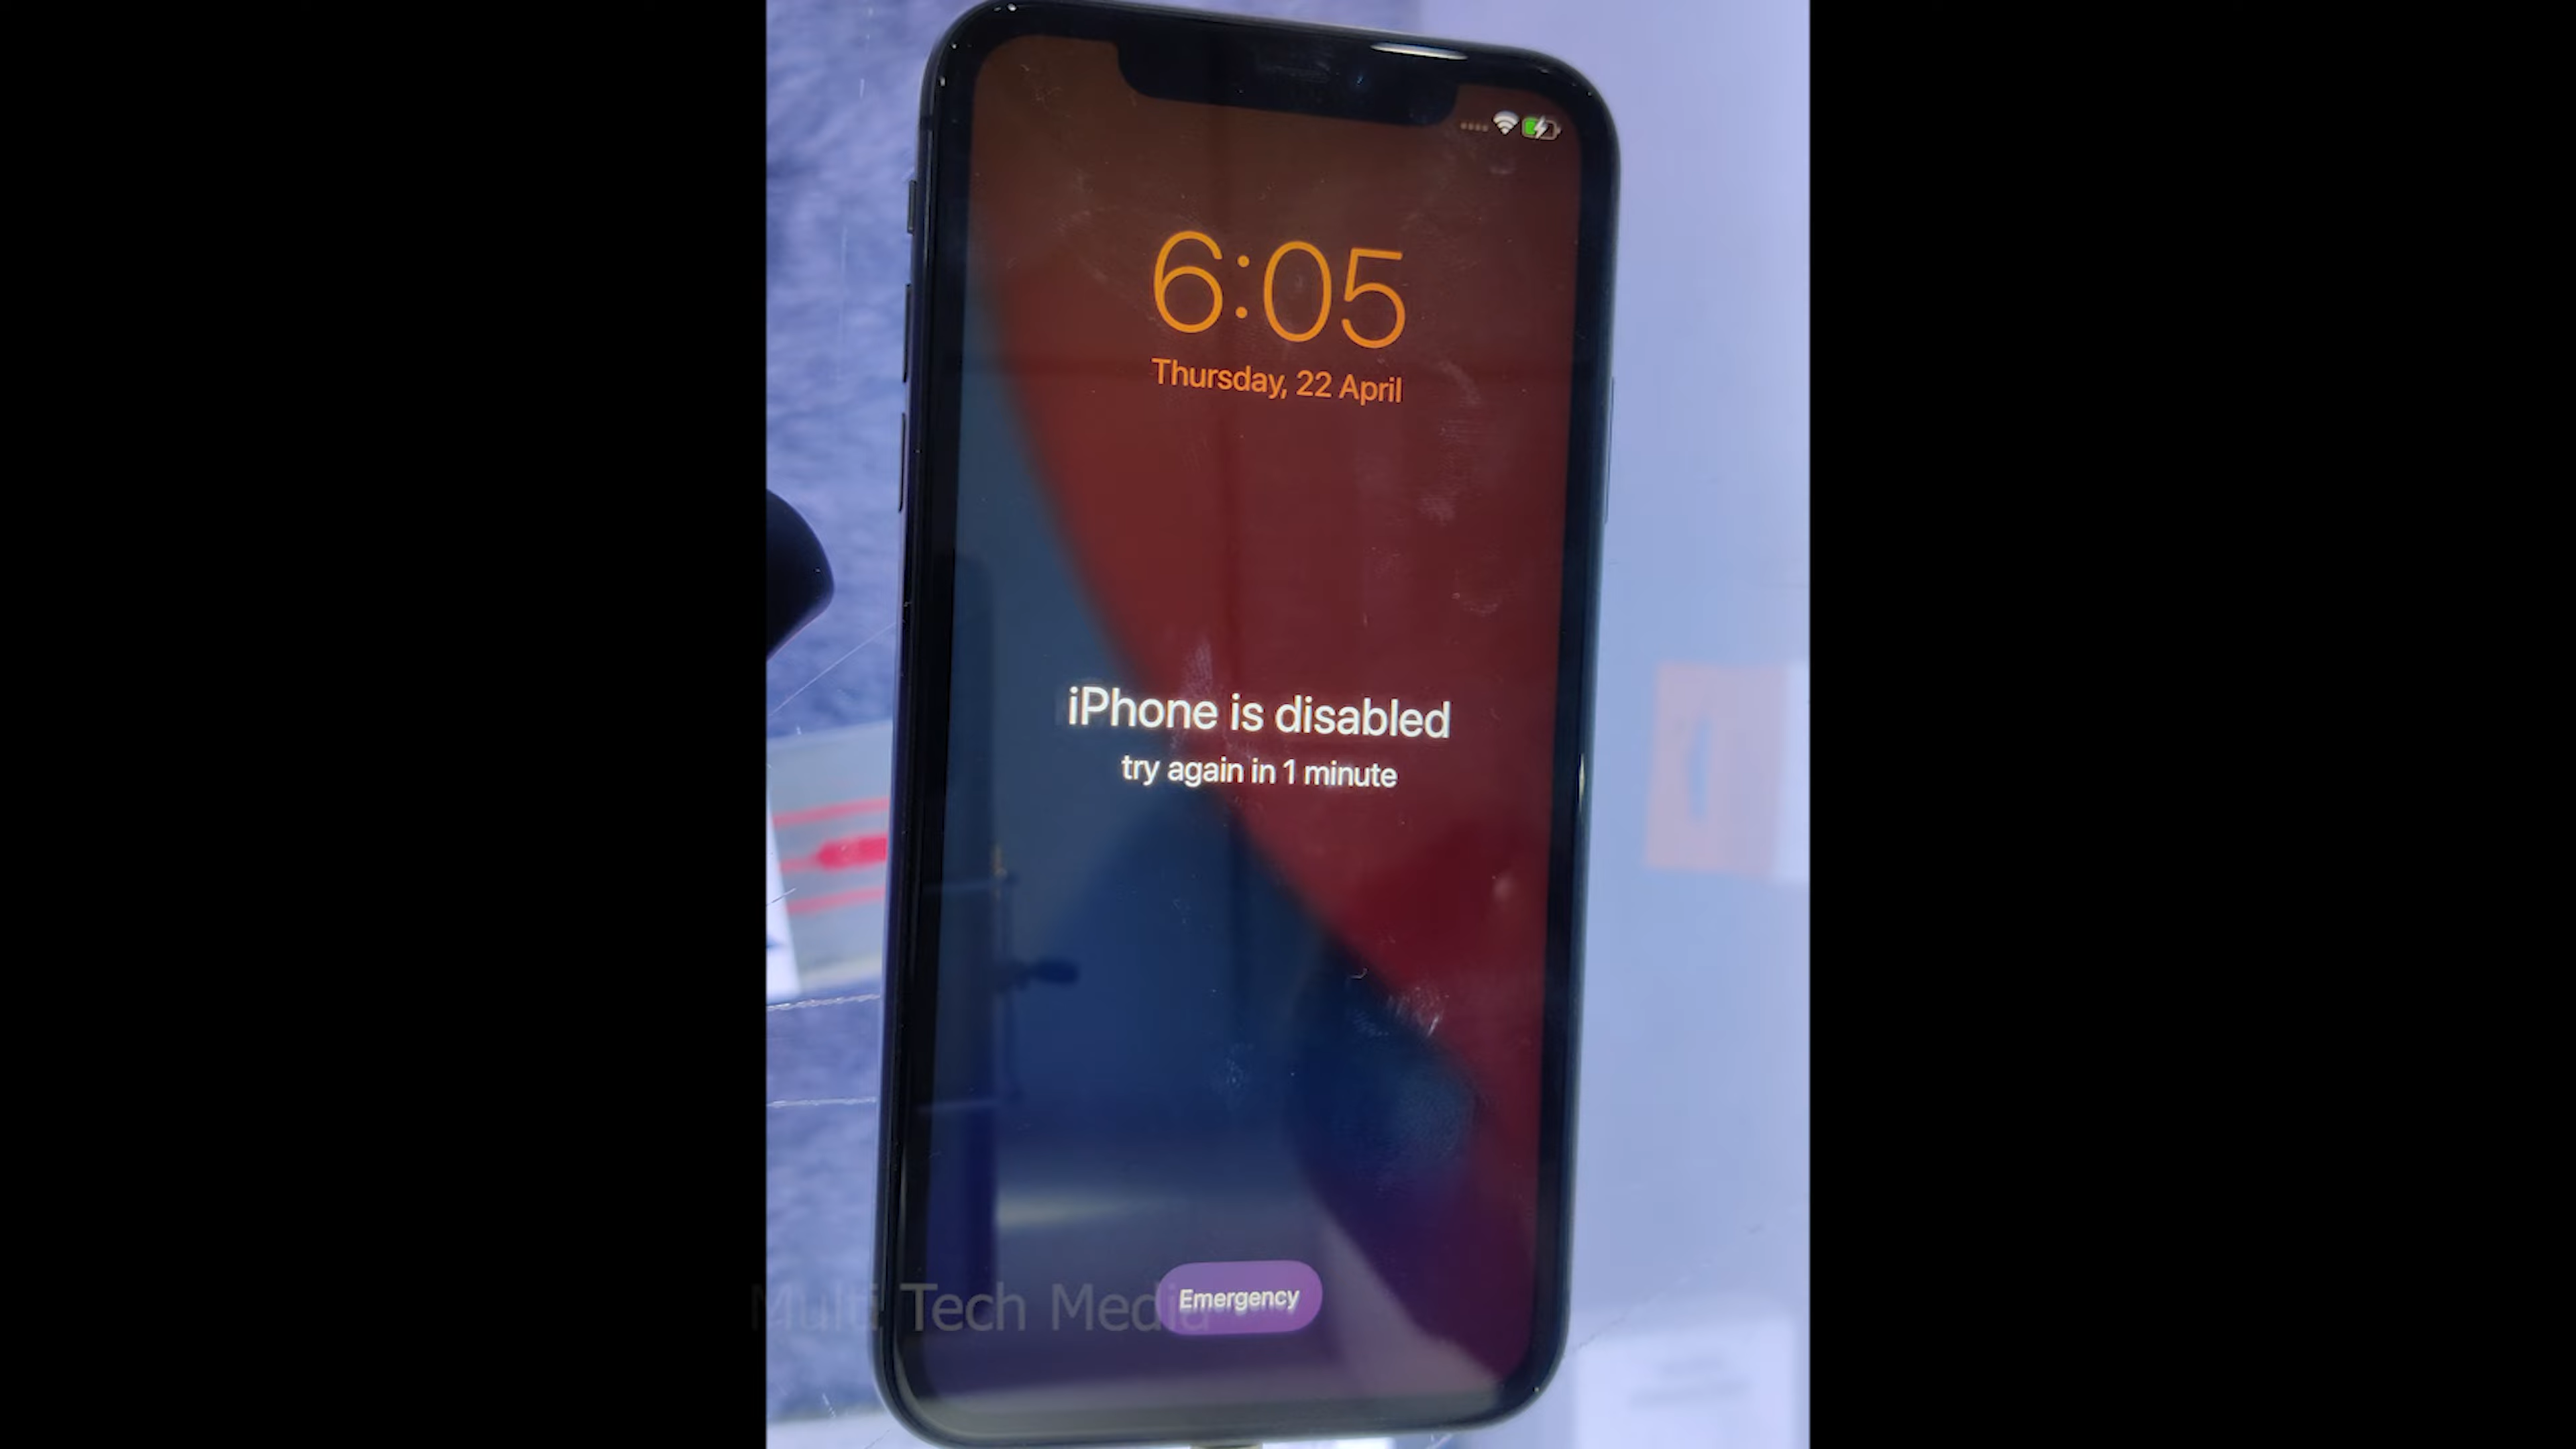 6:05
Thursday, 22 April
iPhone is disabled
try again in 1 minute
Emergency
Multi Tech Media